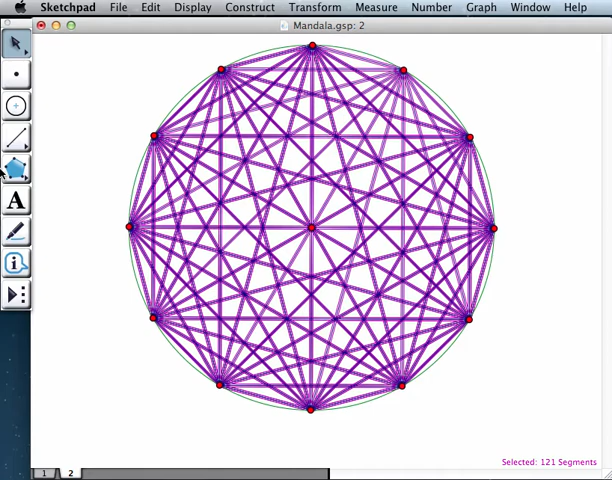 Sketchpad File Edit Display Construct Transform Measure Number Graph Window Help
Mandala.gsp: 2
A
i
Selected: 121 Segments
1 2